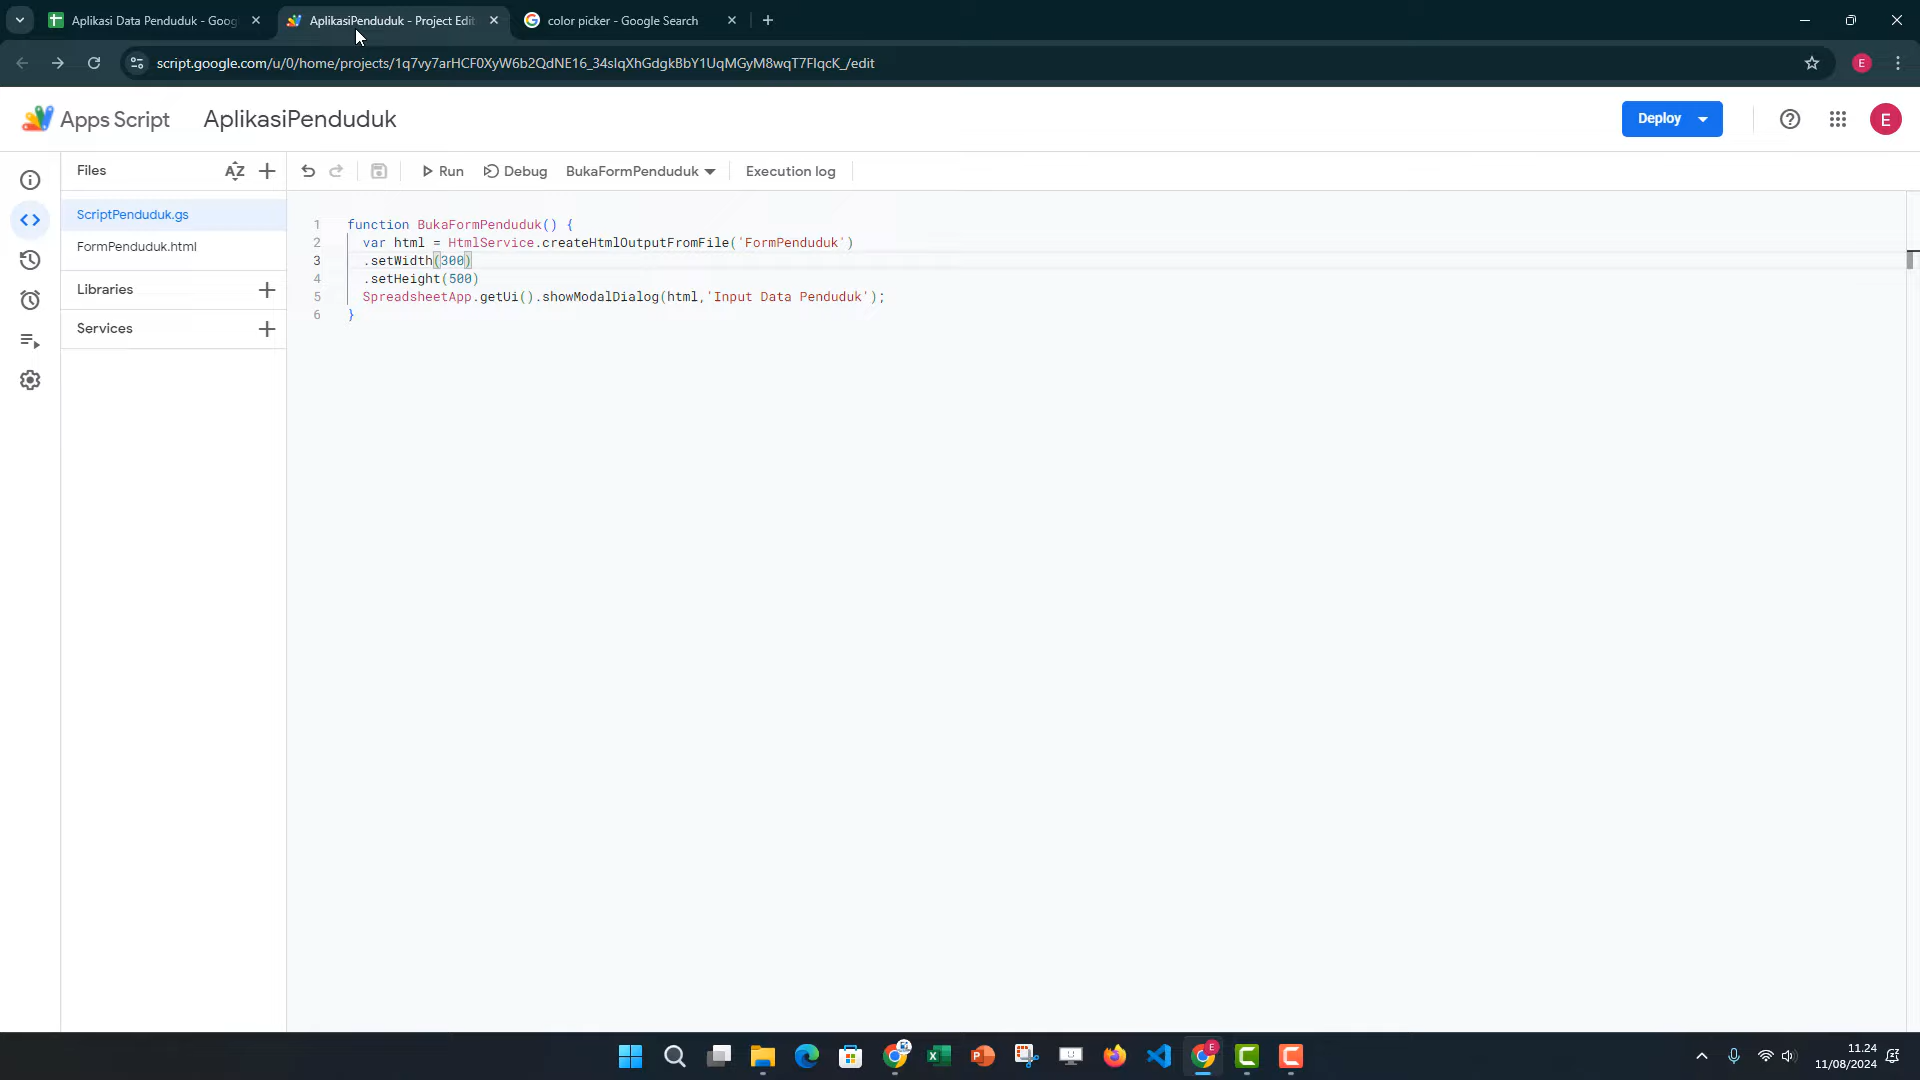 Aplikasi Data Penduduk - Goog
AplikasiPenduduk - Project Edit
color picker - Google Search
script.google.com/u/0/home/projects/1q7vy7arHCF0XyW6b2QdNE16_34slqXhGdgkBbY1UqMGyM8wqT7FlqcK_/edit
E
Apps Script
AplikasiPenduduk
Deploy
E
Files
AZ
Run
Debug
BukaFormPenduduk
Execution log
ScriptPenduduk.gs
FormPenduduk.html
Libraries
Services
1 function BukaFormPenduduk() {
2 var html = HtmlService.createHtmlOutputFromFile('FormPenduduk')
3 .setWidth(300)
4 .setHeight(500)
5 SpreadsheetApp.getUi().showModalDialog(html,'Input Data Penduduk');
6 }
11.24
11/08/2024